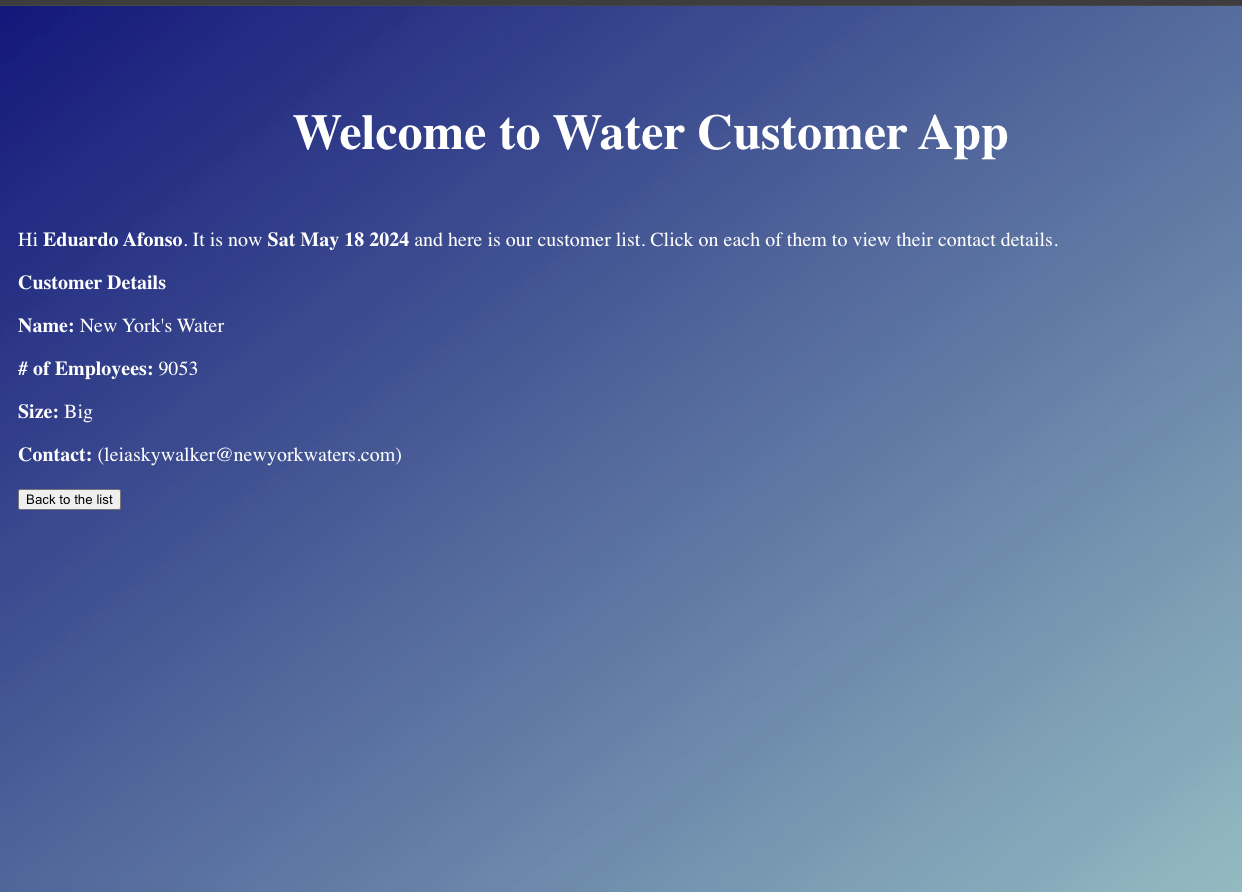 Welcome to Water Customer App
Hi Eduardo Afonso. It is now Sat May 18 2024 and here is our customer list. Click on each of them to view their contact details.
Customer Details
Name: New York's Water
# of Employees: 9053
Size: Big
Contact: (leiaskywalker@newyorkwaters.com)
Back to the list